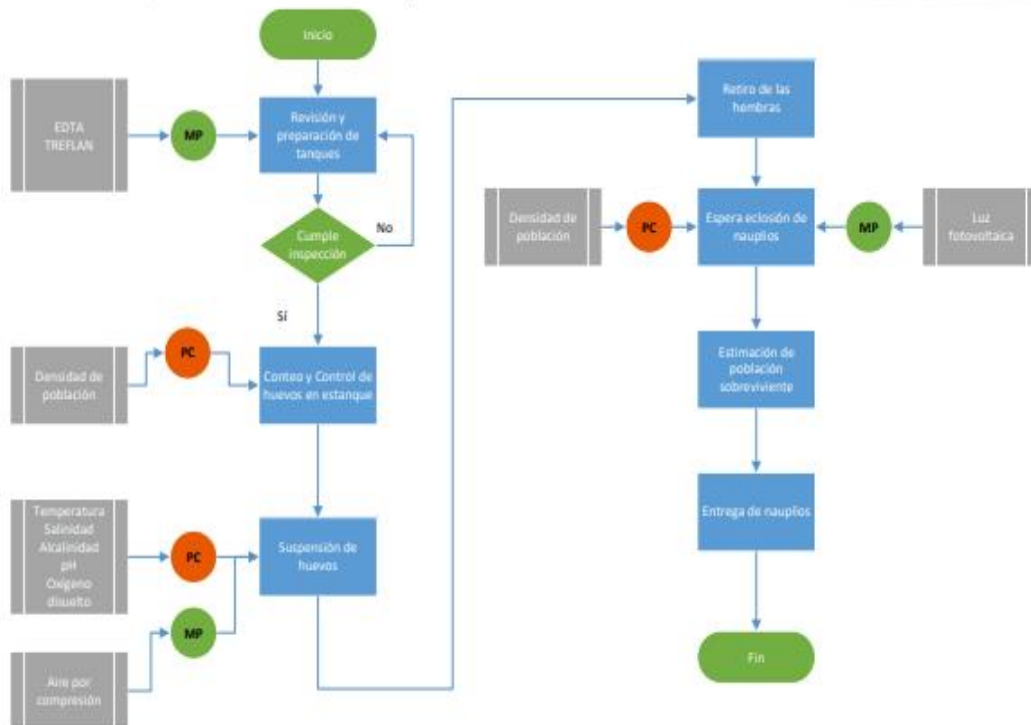 Inicio
EDTA
TREFLAN
MP
Revisión y
preparación de
tanques
Cumple
inspección
No
Sí
Densidad de
población
PC
Conteo y Control de
huevos en estanque
Temperatura
Salinidad
Alcalinidad
pH
Oxígeno
disuelto
PC
Suspensión de
huevos
MP
Aire por
compresión
Retiro de las
hembras
Densidad de
población
PC
Espera eclosión de
nauplios
MP
Luz
fotovoltaica
Estimación de
población
sobreviviente
Entrega de nauplios
Fin